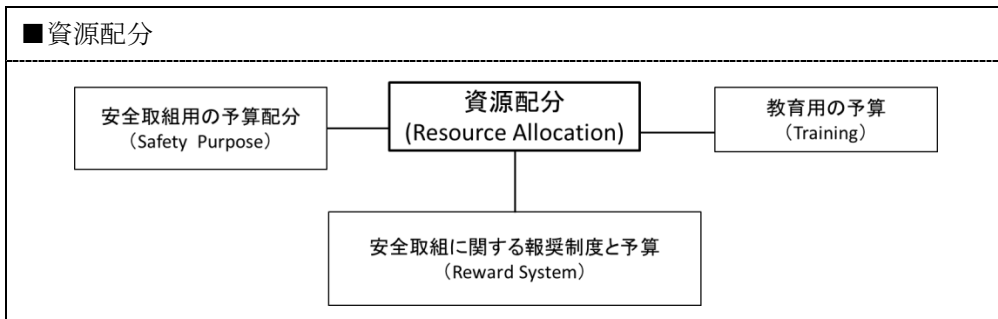 ■資源配分
資源配分
(Resource Allocation)
安全取組用の予算配分
（Safety Purpose）
教育用の予算
（Training）
安全取組に関する報奨制度と予算
（Reward System）